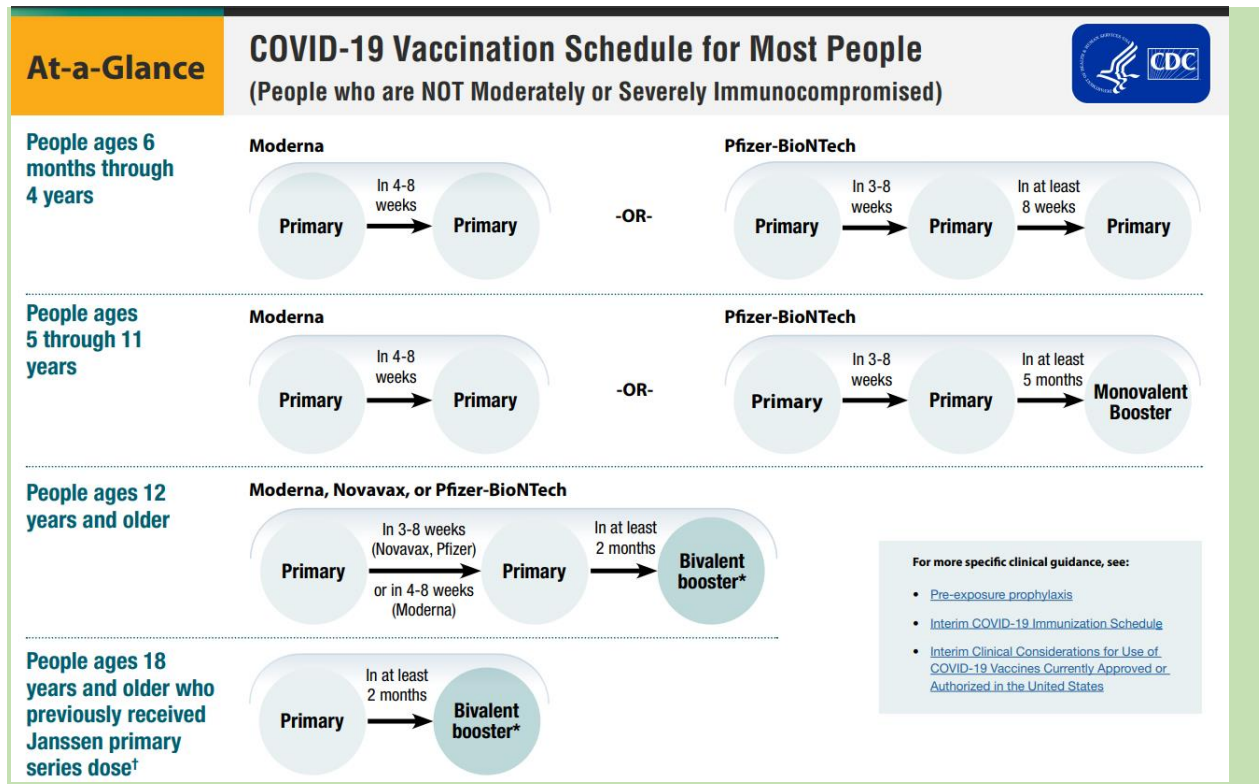 At-a-Glance
COVID-19 Vaccination Schedule for Most People
(People who are NOT Moderately or Severely Immunocompromised)
CDC
People ages 6
months through
4 years
Moderna
Primary
In 4-8
weeks
Primary
-OR-
Pfizer-BioNTech
Primary
In 3-8
weeks
Primary
In at least
8 weeks
Primary
People ages
5 through 11
years
Moderna
Primary
In 4-8
weeks
Primary
-OR-
Pfizer-BioNTech
Primary
In 3-8
weeks
Primary
In at least
5 months
Monovalent
Booster
People ages 12
years and older
Moderna, Novavax, or Pfizer-BioNTech
Primary
In 3-8 weeks
(Novavax, Pfizer)
or in 4-8 weeks
(Moderna)
Primary
In at least
2 months
Bivalent
booster*
People ages 18
years and older who
previously received
Janssen primary
series dose†
Primary
In at least
2 months
Bivalent
booster*
For more specific clinical guidance, see:
• Pre-exposure prophylaxis
• Interim COVID-19 Immunization Schedule
• Interim Clinical Considerations for Use of
COVID-19 Vaccines Currently Approved or
Authorized in the United States